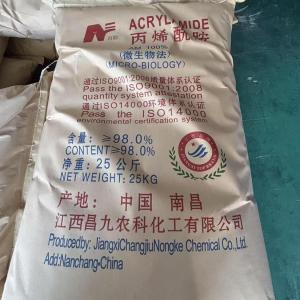 ACRYLAMIDE
丙烯酰胺
AM 100%
(微生物法)
(MICRO-BIOLOGY)
通过ISO9001:2008质量体系认证
Pass the ISO9001:2008
quantity system attestation
通过ISO14000环境体系认证
Pass the ISO14000
environmental certification system
含量: ≥98.0%
CONTENT≥98.0%
净重: 25公斤
NET WEIGHT: 25KG
产地: 中国 南昌
江西昌九农科化工有限公司
Producedby: JiangxiChangjiuNongke Chemical Co.,Ltd.
Add:Nanchang-China